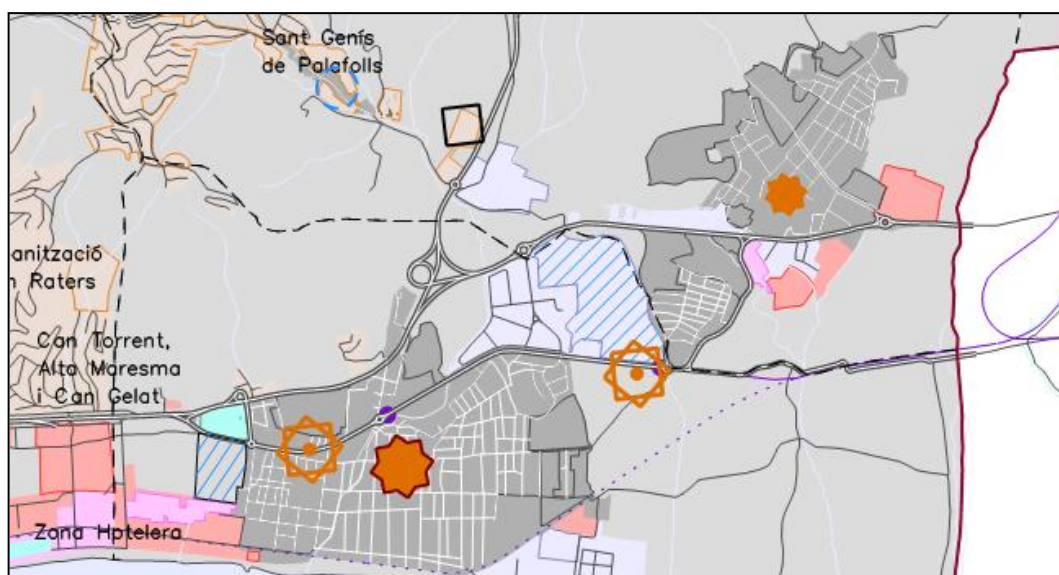 Sant Genís
de Palafolls
anització
n Raters
Can Torrent,
Alta Maresma
i Can Gelat
Zona Hotelera